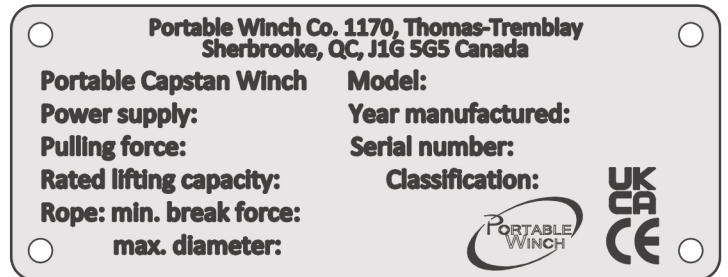 Portable Winch Co. 1170, Thomas-Tremblay
Sherbrooke, QC, J1G 5G5 Canada
Portable Capstan Winch Model:
Power supply: Year manufactured:
Pulling force: Serial number:
Rated lifting capacity: Classification:
Rope: min. break force:
max. diameter:
PORTABLE
WINCH
UK
CA
CE